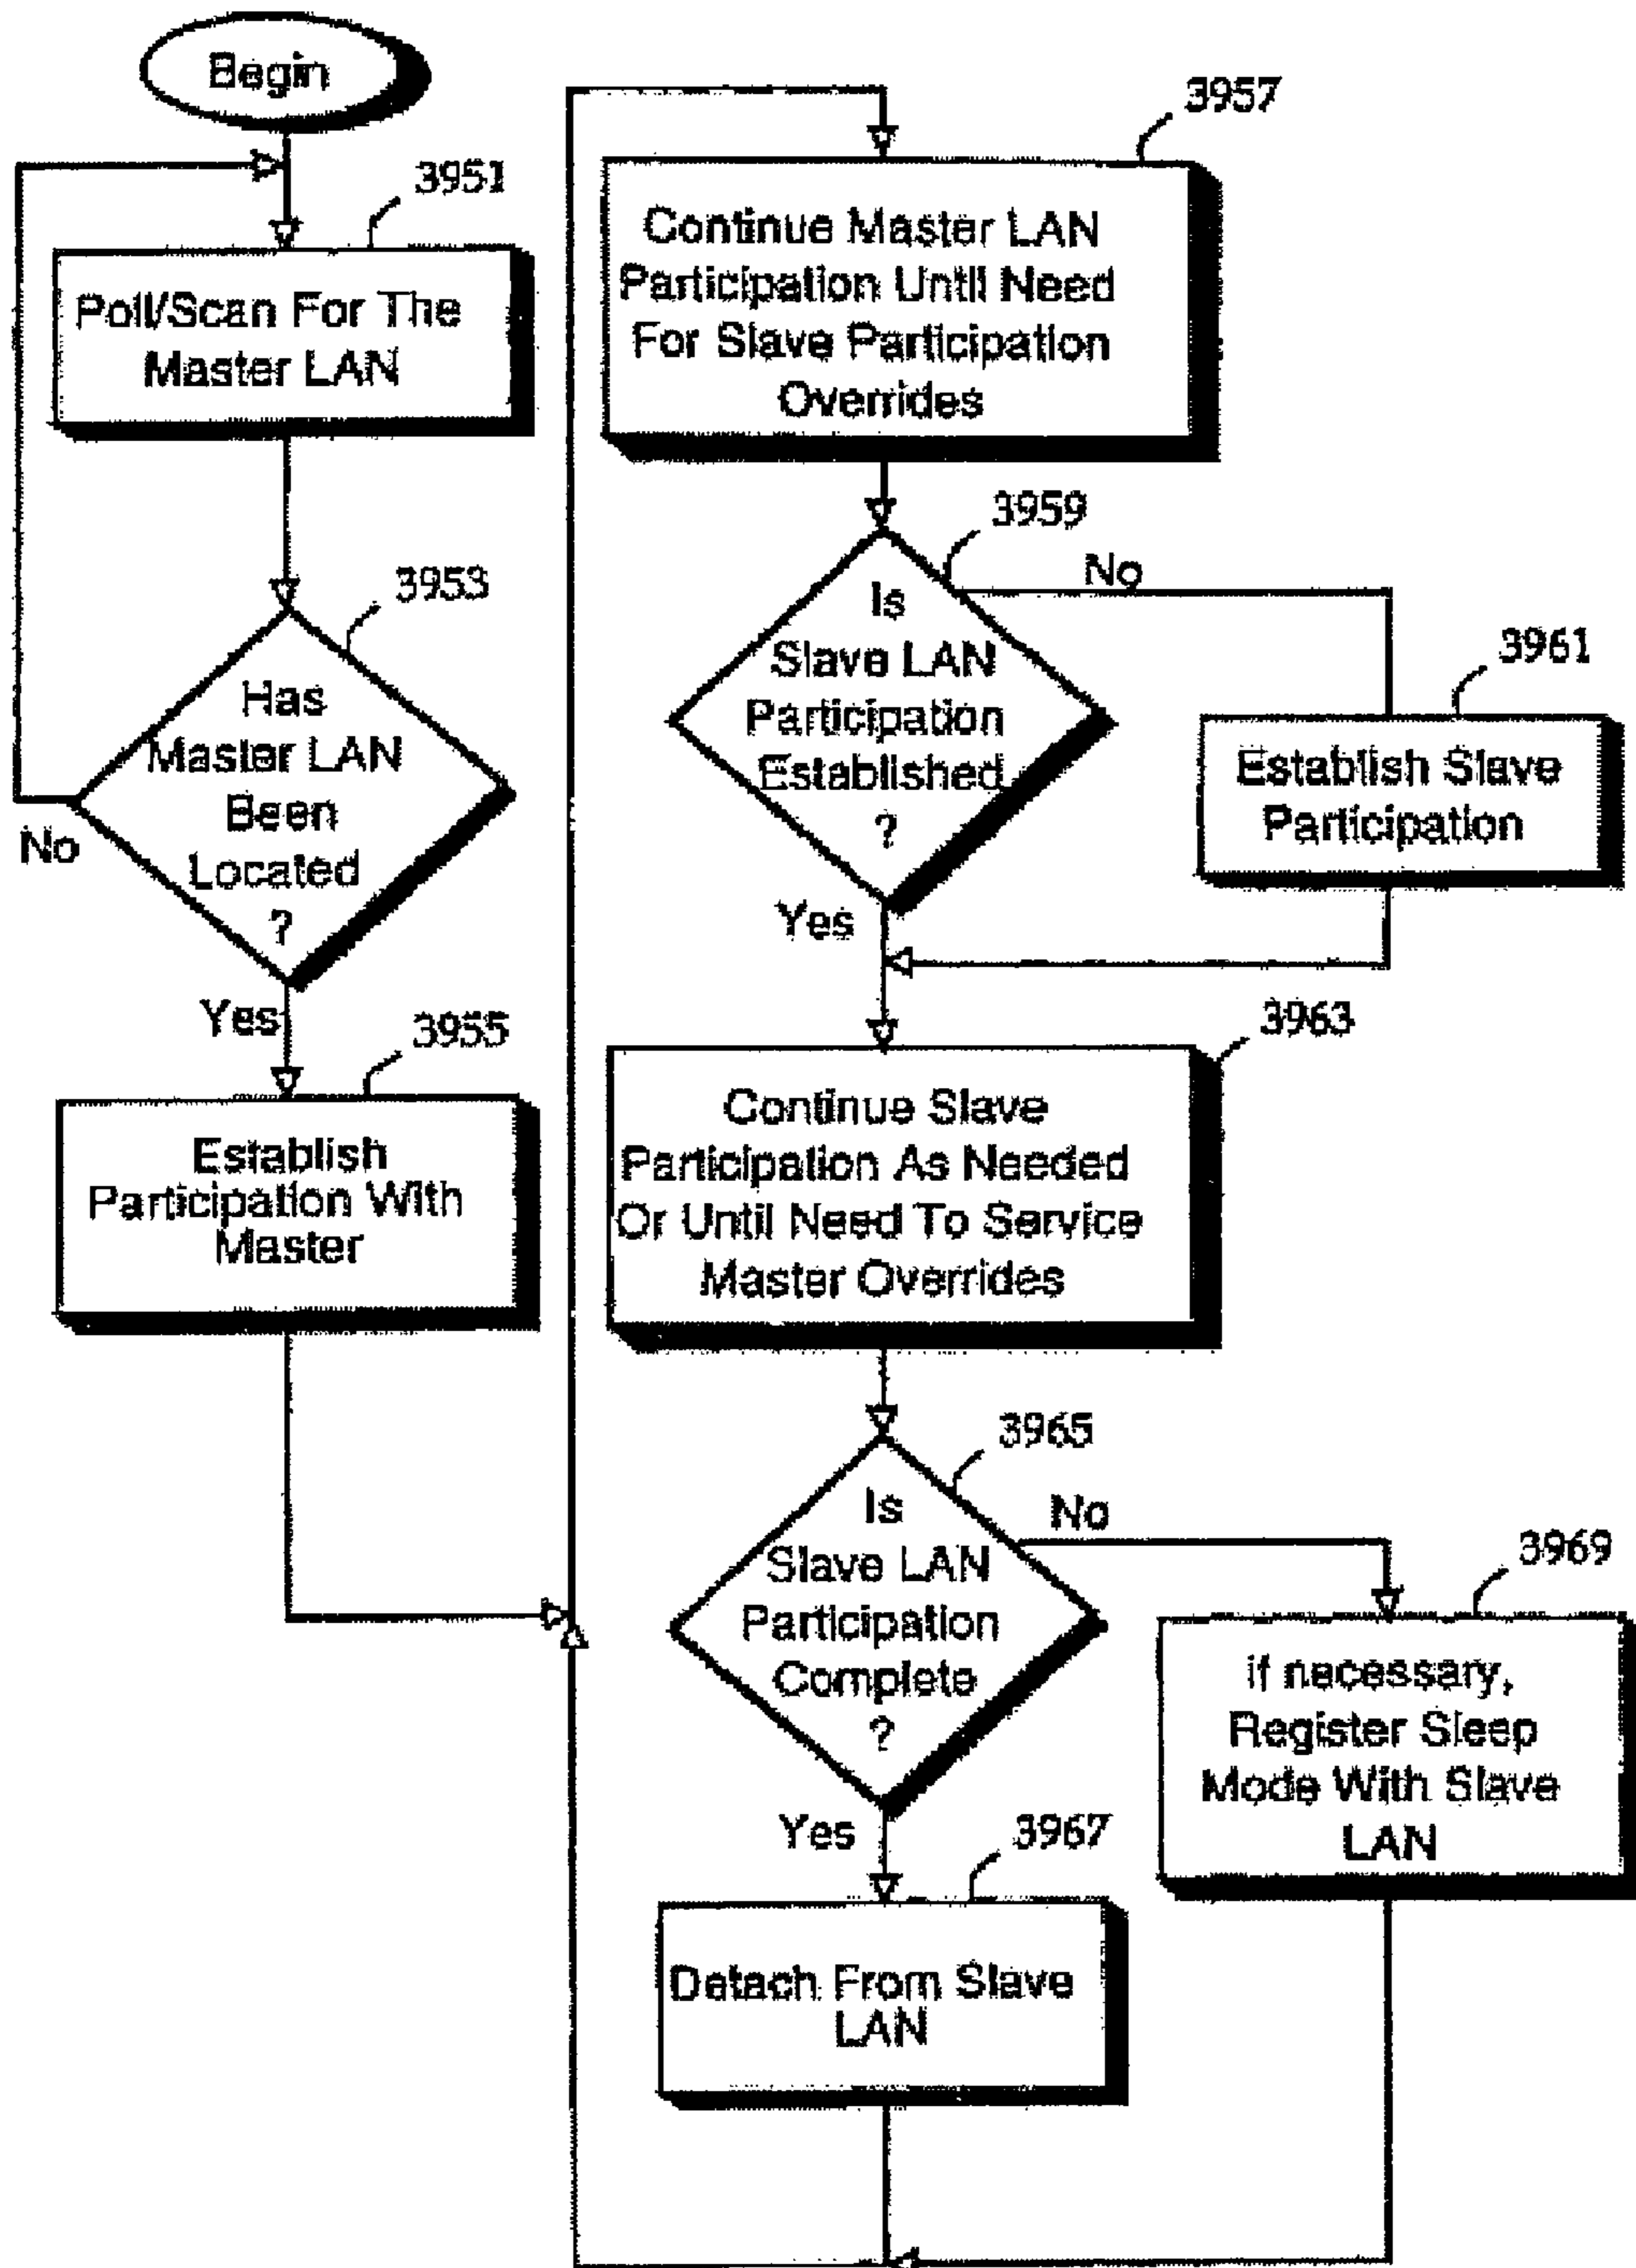 Begin
3951
Poll/Scan For The
Master LAN
3953
Has
Master LAN
Been
Located
?
No
Yes
3955
Establish
Participation With
Master
3957
Continue Master LAN
Participation Until Need
For Slave Participation
Overrides
3959
Is
Slave LAN
Participation
Established
?
No
Yes
3961
Establish Slave
Participation
3963
Continue Slave
Participation As Needed
Or Until Need To Service
Master Overrides
3965
Is
Slave LAN
Participation
Complete
?
No
Yes
3969
if necessary,
Register Sleep
Mode With Slave
LAN
3967
Detach From Slave
LAN